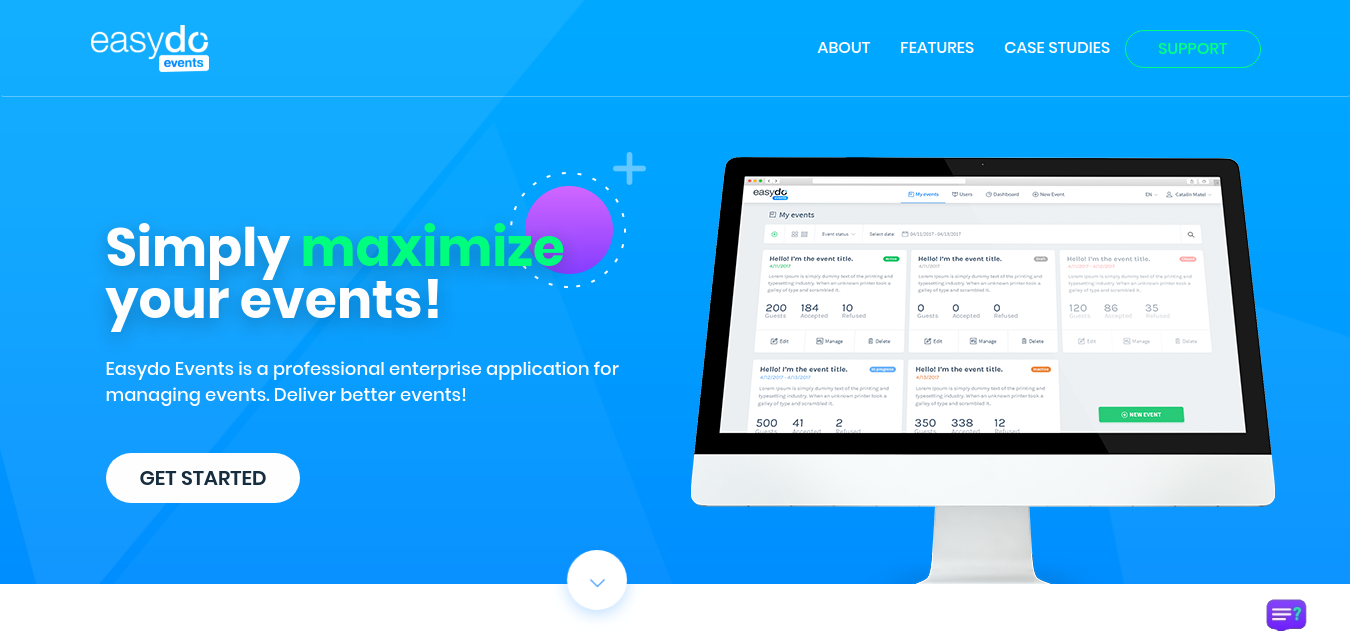 easydo
events
ABOUT
FEATURES
CASE STUDIES
SUPPORT
Simply maximize
your events!
Easydo Events is a professional enterprise application for
managing events. Deliver better events!
GET STARTED
easydo
events
My events
Users
Dashboard
New Event
EN
Catalin Matei
My events
Event status
Select date:
04/11/2017 - 04/13/2017
Hello! I'm the event title.
Active
4/11/2017
Lorem Ipsum is simply dummy text of the printing and
typesetting industry. When an unknown printer took a
galley of type and scrambled it.
200
184
10
Guests
Accepted
Refused
Edit
Manage
Delete
Hello! I'm the event title.
Draft
4/11/2017
Lorem Ipsum is simply dummy text of the printing and
typesetting industry. When an unknown printer took a
galley of type and scrambled it.
0
0
0
Guests
Accepted
Refused
Edit
Manage
Delete
Hello! I'm the event title.
Closed
Lorem Ipsum is simply dummy text of the printing and
typesetting industry. When an unknown printer took a
galley of type and scrambled it.
120
86
35
Guests
Accepted
Refused
Edit
Manage
Delete
Hello! I'm the event title.
In progress
4/12/2017 - 4/13/2017
Lorem Ipsum is simply dummy text of the printing and
typesetting industry. When an unknown printer took a
galley of type and scrambled it.
500
41
2
Guests
Accepted
Refused
Hello! I'm the event title.
Inactive
4/13/2017
Lorem Ipsum is simply dummy text of the printing and
typesetting industry. When an unknown printer took a
galley of type and scrambled it.
350
338
12
Guests
Accepted
Refused
NEW EVENT
?